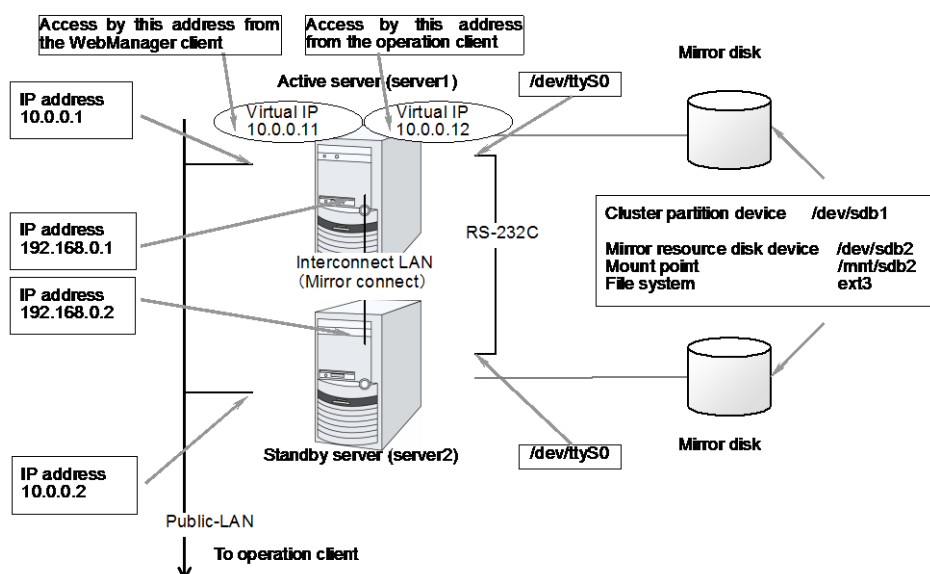 Access by this address from
the WebManager client
Access by this address
from the operation client
Mirror disk
Active server (server1)
/dev/ttyS0
IP address
10.0.0.1
Virtual IP
10.0.0.11
Virtual IP
10.0.0.12
Cluster partition device /dev/sdb1
Mirror resource disk device /dev/sdb2
Mount point /mnt/sdb2
File system ext3
IP address
192.168.0.1
RS-232C
Interconnect LAN
(Mirror connect)
IP address
192.168.0.2
Standby server (server2)
/dev/ttyS0
Mirror disk
IP address
10.0.0.2
Public-LAN
To operation client